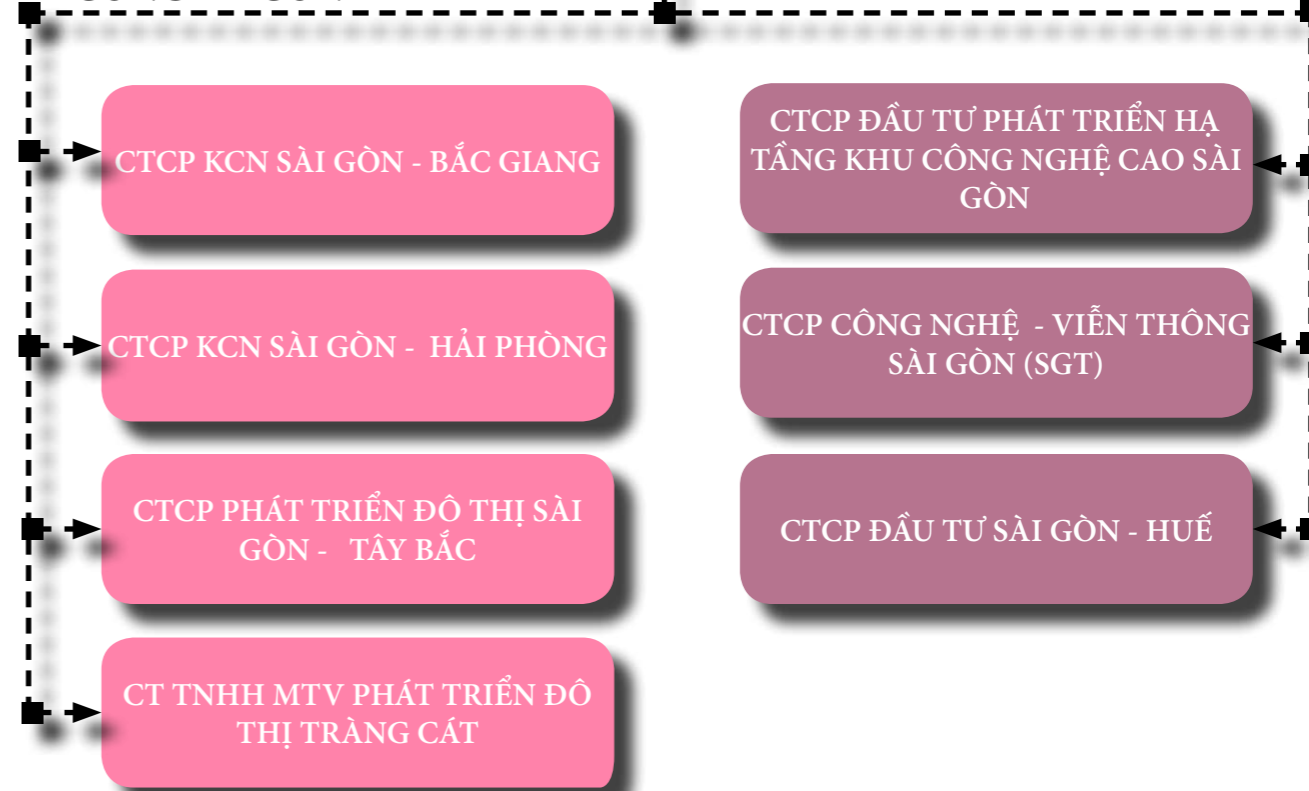 CTCP KCN SÀI GÒN - BẮC GIANG
CTCP KCN SÀI GÒN - HẢI PHÒNG
CTCP PHÁT TRIỂN ĐÔ THỊ SÀI
GÒN - TÂY BẮC
CT TNHH MTV PHÁT TRIỂN ĐÔ
THỊ TRÀNG CÁT
CTCP ĐẦU TƯ PHÁT TRIỂN HẠ
TẦNG KHU CÔNG NGHỆ CAO SÀI
GÒN
CTCP CÔNG NGHỆ - VIỄN THÔNG
SÀI GÒN (SGT)
CTCP ĐẦU TƯ SÀI GÒN - HUẾ